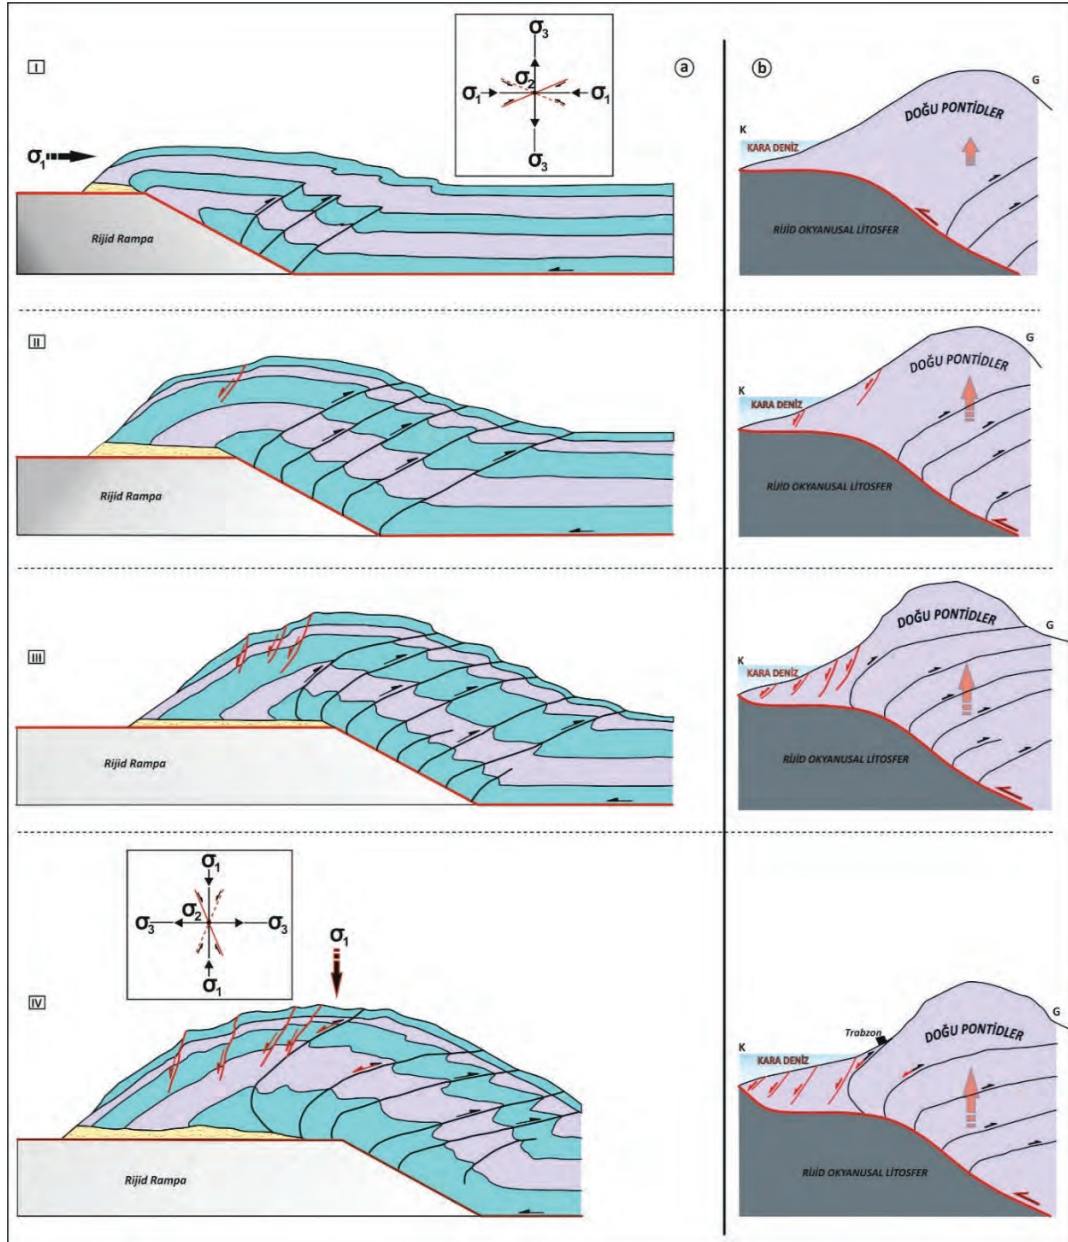 I
σ3
σ2
σ1
σ1
σ3
a
σ1
Rijid Rampa
b
G
DOĞU PONTİDLER
K
KARA DENİZ
RİJİD OKYANUSAL LİTOSFER
II
Rijid Rampa
G
DOĞU PONTİDLER
K
KARA DENİZ
RİJİD OKYANUSAL LİTOSFER
III
Rijid Rampa
DOĞU PONTİDLER
G
K
KARA DENİZ
RİJİD OKYANUSAL LİTOSFER
σ1
σ2
σ3
σ3
σ1
σ1
IV
Rijid Rampa
G
Trabzon
DOĞU PONTİDLER
K
KARA DENİZ
RİJİD OKYANUSAL LİTOSFER